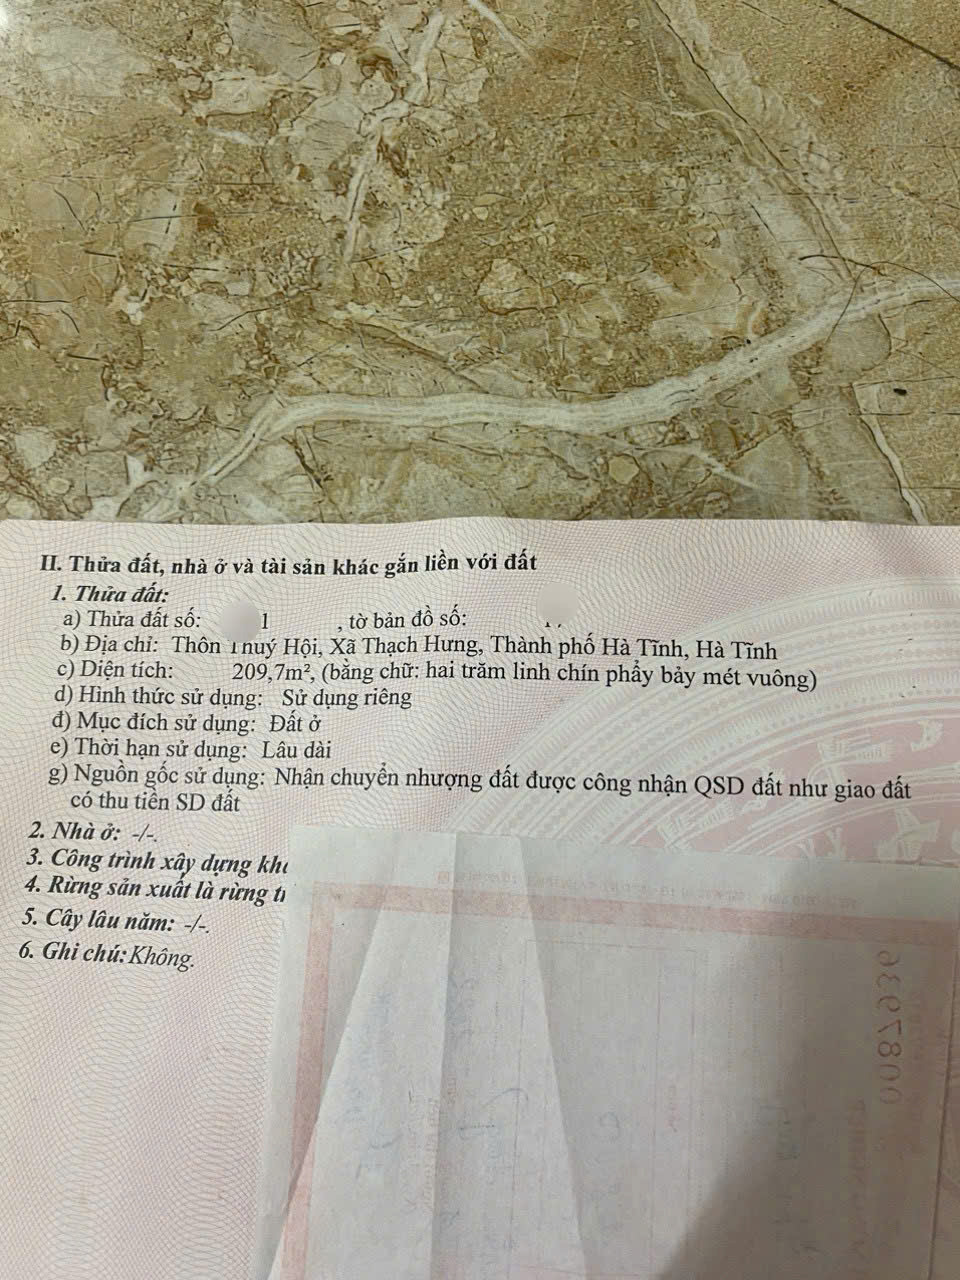 II. Thửa đất, nhà ở và tài sản khác gắn liền với đất
1. Thửa đất:
a) Thửa đất số: 1 , tờ bản đồ số:
b) Địa chỉ: Thôn Thuý Hội, Xã Thạch Hưng, Thành phố Hà Tĩnh, Hà Tĩnh
c) Diện tích: 209,7m², (bằng chữ: hai trăm linh chín phẩy bảy mét vuông)
d) Hình thức sử dụng: Sử dụng riêng
đ) Mục đích sử dụng: Đất ở
e) Thời hạn sử dụng: Lâu dài
g) Nguồn gốc sử dụng: Nhận chuyển nhượng đất được công nhận QSD đất như giao đất
có thu tiền SD đất
2. Nhà ở: -/-.
3. Công trình xây dựng
4. Rừng sản xuất là rừng
5. Cây lâu năm: -/-.
6. Ghi chú: Không.